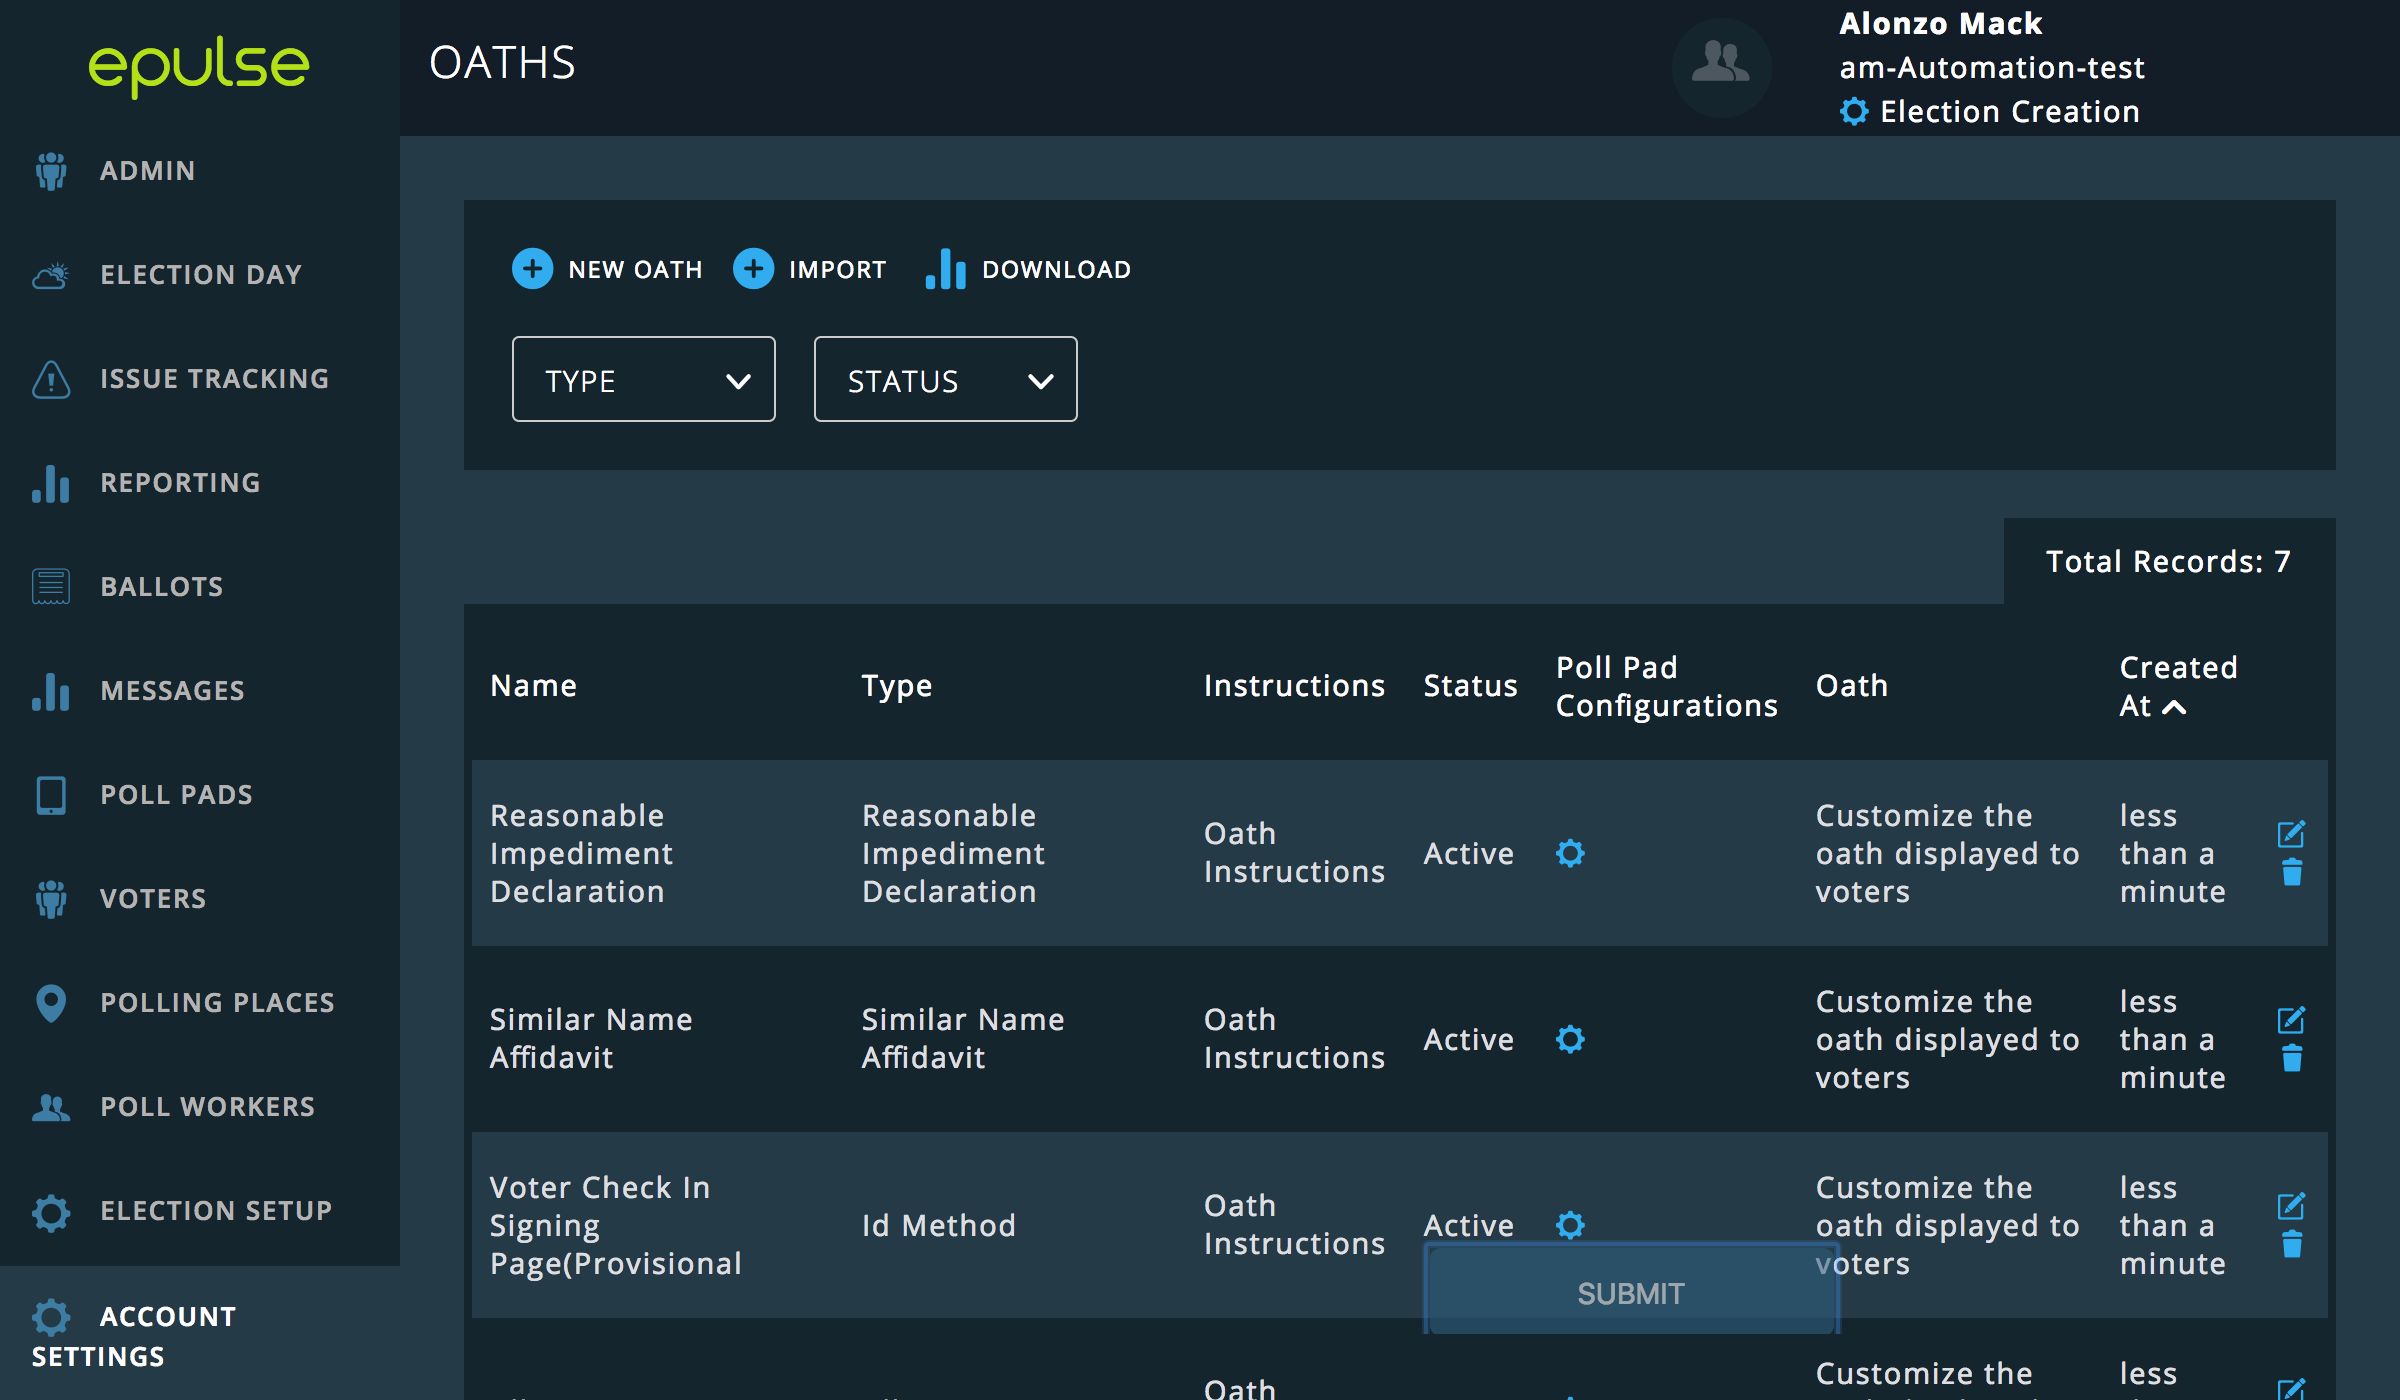 epulse
OATHS
Alonzo Mack
am-Automation-test
Election Creation
ADMIN
ELECTION DAY
ISSUE TRACKING
REPORTING
BALLOTS
MESSAGES
POLL PADS
VOTERS
POLLING PLACES
POLL WORKERS
ELECTION SETUP
ACCOUNT
SETTINGS
NEW OATH IMPORT DOWNLOAD
TYPE STATUS
Total Records: 7
Name Type Instructions Status Poll Pad Configurations Oath Created At
Reasonable Impediment Declaration Reasonable Impediment Declaration Oath Instructions Active Customize the oath displayed to voters less than a minute
Similar Name Affidavit Similar Name Affidavit Oath Instructions Active Customize the oath displayed to voters less than a minute
Voter Check In Signing Page(Provisional Id Method Oath Instructions Active Customize the oath displayed to voters less than a minute
SUBMIT
Oath Customize the less